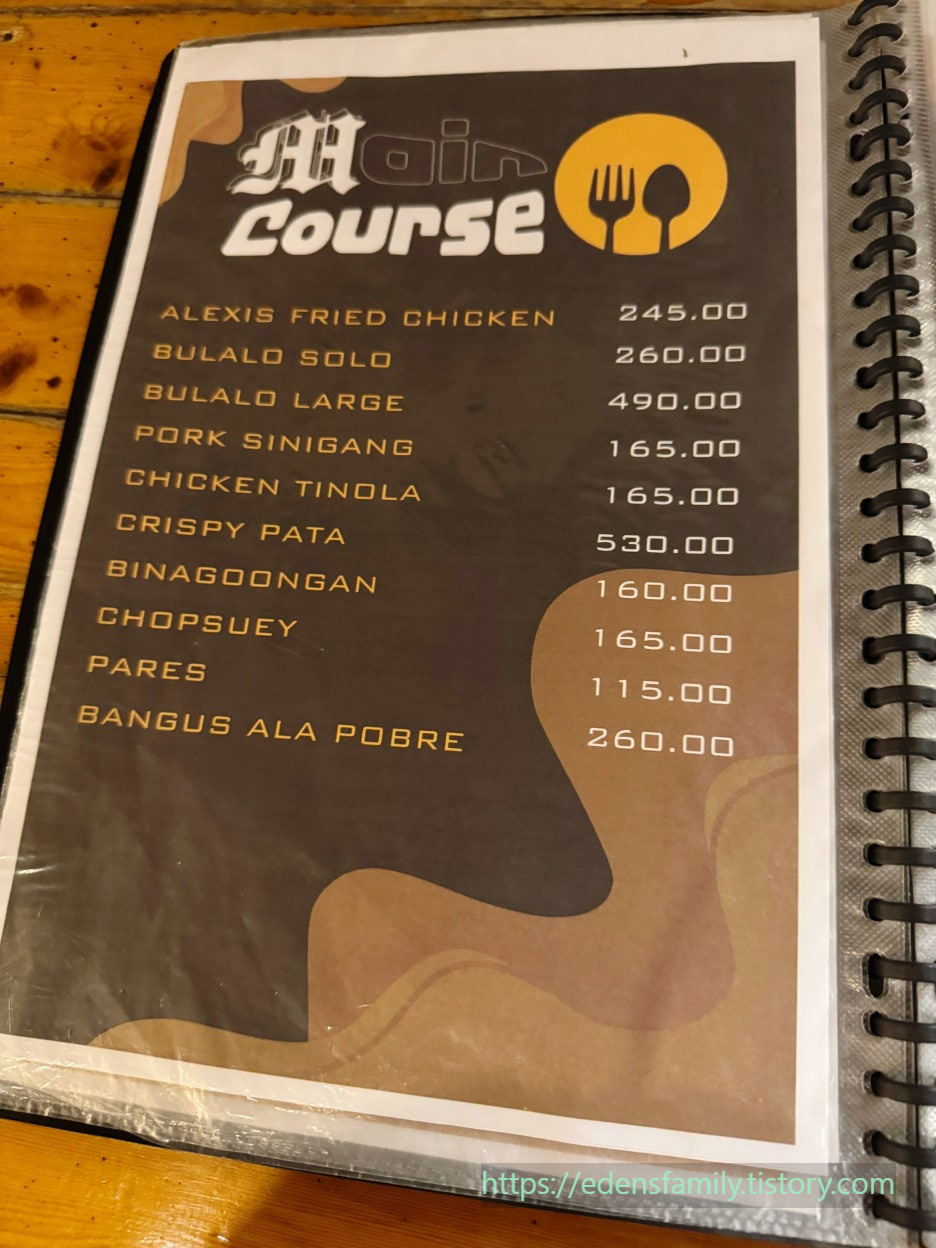 Main
Course
ALEXIS FRIED CHICKEN 245.00
BULALO SOLO 260.00
BULALO LARGE 490.00
PORK SINIGANG 165.00
CHICKEN TINOLA 165.00
CRISPY PATA 530.00
BINAGOONGAN 160.00
CHOPSUEY 165.00
PARES 115.00
BANGUS ALA POBRE 260.00
https://edensfamily.tistory.com